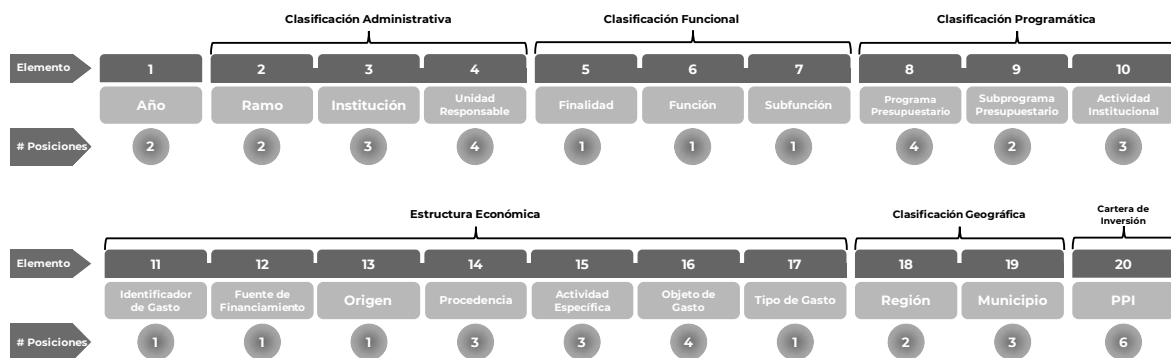 Clasificación Administrativa Clasificación Funcional Clasificación Programática
Elemento 1 2 3 4 5 6 7 8 9 10
Año Ramo Institución Unidad Responsable Finalidad Función Subfunción Programa Presupuestario Subprograma Presupuestario Actividad Institucional
# Posiciones 2 2 3 4 1 1 1 4 2 3
Estructura Económica Clasificación Geográfica Cartera de Inversión
Elemento 11 12 13 14 15 16 17 18 19 20
Identificador de Gasto Fuente de Financiamiento Origen Procedencia Actividad Específica Objeto de Gasto Tipo de Gasto Región Municipio PPI
# Posiciones 1 1 1 3 3 4 1 2 3 6